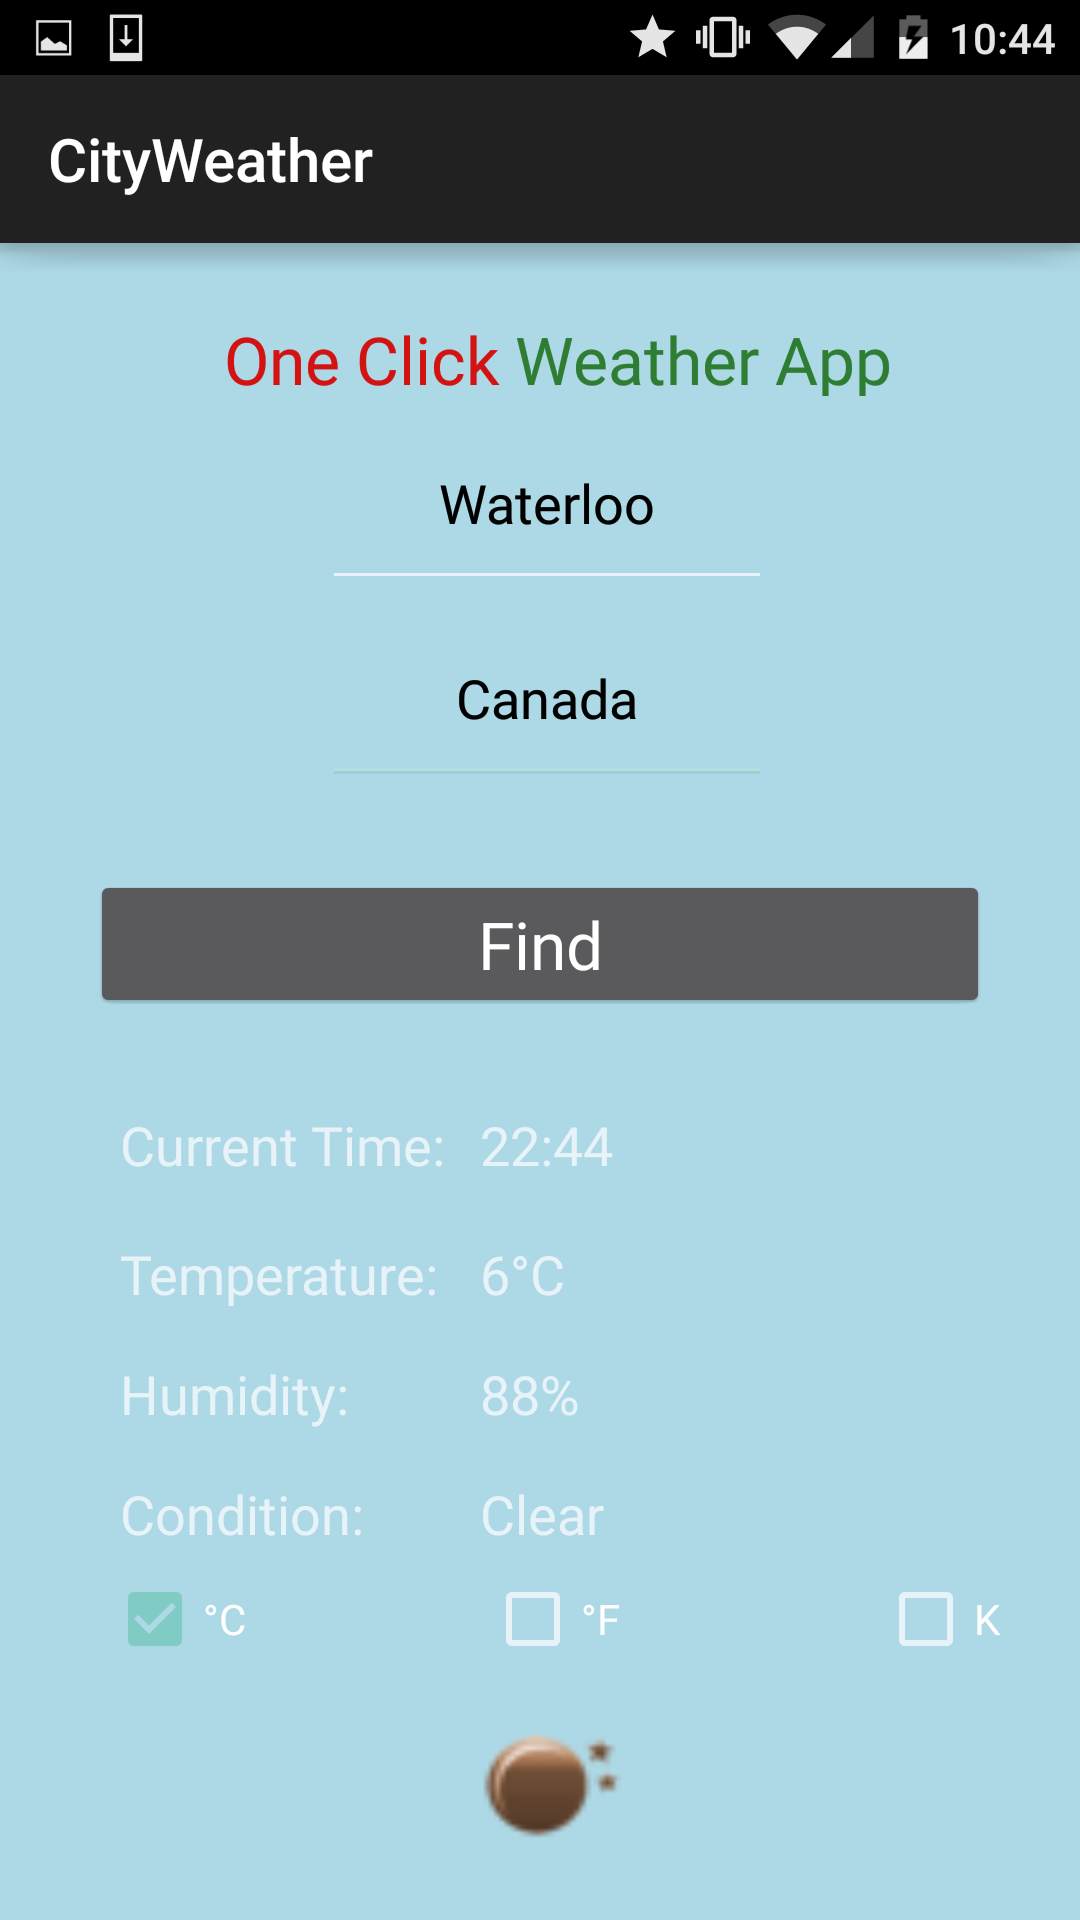 10:44
CityWeather
One Click Weather App
Waterloo
Canada
Find
Current Time: 22:44
Temperature: 6°C
Humidity: 88%
Condition: Clear
°C °F K